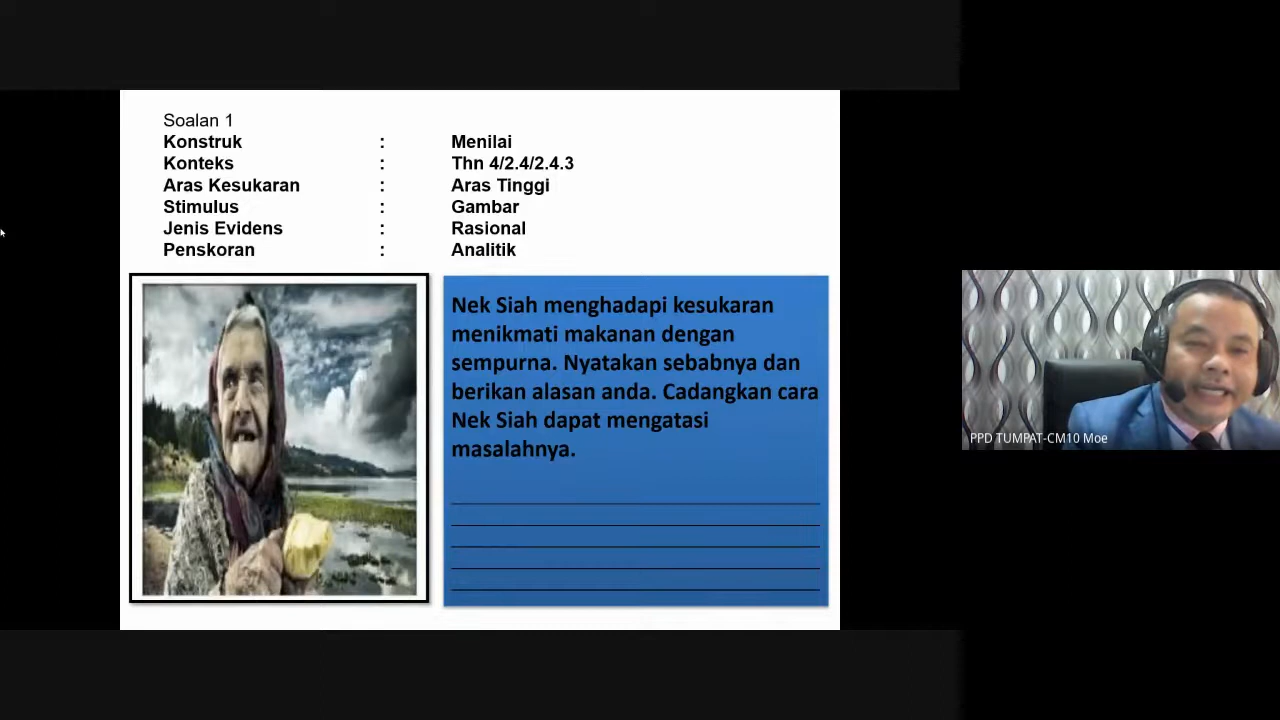 Soalan 1
Konstruk : Menilai
Konteks : Thn 4/2.4/2.4.3
Aras Kesukaran : Aras Tinggi
Stimulus : Gambar
Jenis Evidens : Rasional
Penskoran : Analitik
Nek Siah menghadapi kesukaran
menikmati makanan dengan
sempurna. Nyatakan sebabnya dan
berikan alasan anda. Cadangkan cara
Nek Siah dapat mengatasi
masalahnya.
PPD TUMPAT-CM10 Moe